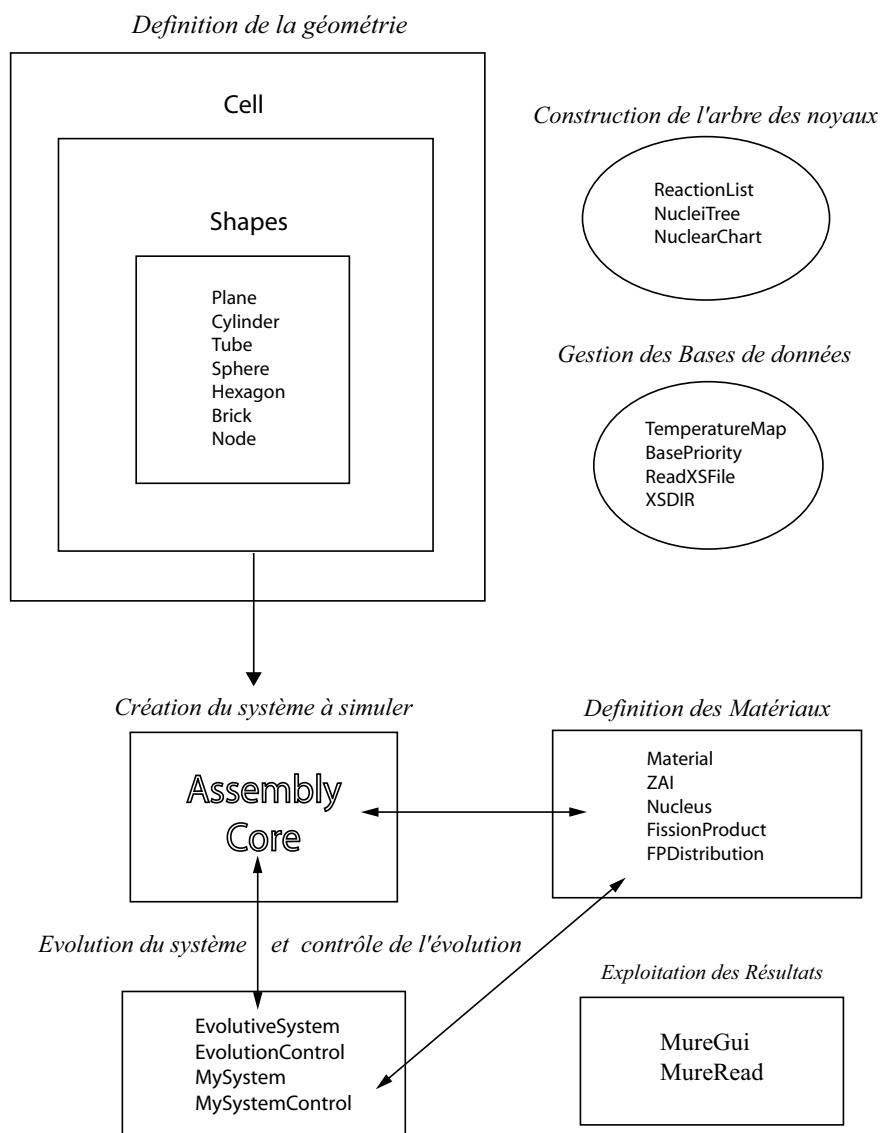 Definition de la géométrie
Cell
Shapes
Plane
Cylinder
Tube
Sphere
Hexagon
Brick
Node
Construction de l'arbre des noyaux
ReactionList
NucleiTree
NuclearChart
Gestion des Bases de données
TemperatureMap
BasePriority
ReadXSFile
XSDIR
Création du système à simuler
Assembly
Core
Definition des Matériaux
Material
ZAI
Nucleus
FissionProduct
FPDistribution
Evolution du système et contrôle de l'évolution
EvolutiveSystem
EvolutionControl
MySystem
MySystemControl
Exploitation des Résultats
MureGui
MureRead